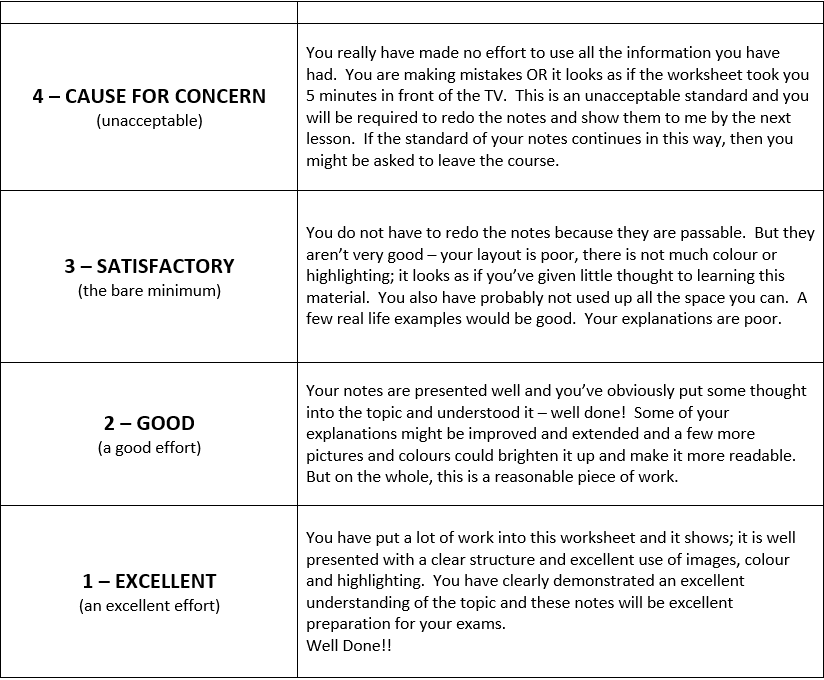 4 – CAUSE FOR CONCERN
(unacceptable)
You really have made no effort to use all the information you have
had.  You are making mistakes OR it looks as if the worksheet took you
5 minutes in front of the TV.  This is an unacceptable standard and you
will be required to redo the notes and show them to me by the next
lesson.  If the standard of your notes continues in this way, then you
might be asked to leave the course.
3 – SATISFACTORY
(the bare minimum)
You do not have to redo the notes because they are passable.  But they
aren’t very good – your layout is poor, there is not much colour or
highlighting; it looks as if you’ve given little thought to learning this
material.  You also have probably not used up all the space you can.  A
few real life examples would be good.  Your explanations are poor.
2 – GOOD
(a good effort)
Your notes are presented well and you’ve obviously put some thought
into the topic and understood it – well done!  Some of your
explanations might be improved and extended and a few more
pictures and colours could brighten it up and make it more readable.
But on the whole, this is a reasonable piece of work.
1 – EXCELLENT
(an excellent effort)
You have put a lot of work into this worksheet and it shows; it is well
presented with a clear structure and excellent use of images, colour
and highlighting.  You have clearly demonstrated an excellent
understanding of the topic and these notes will be excellent
preparation for your exams.
Well Done!!